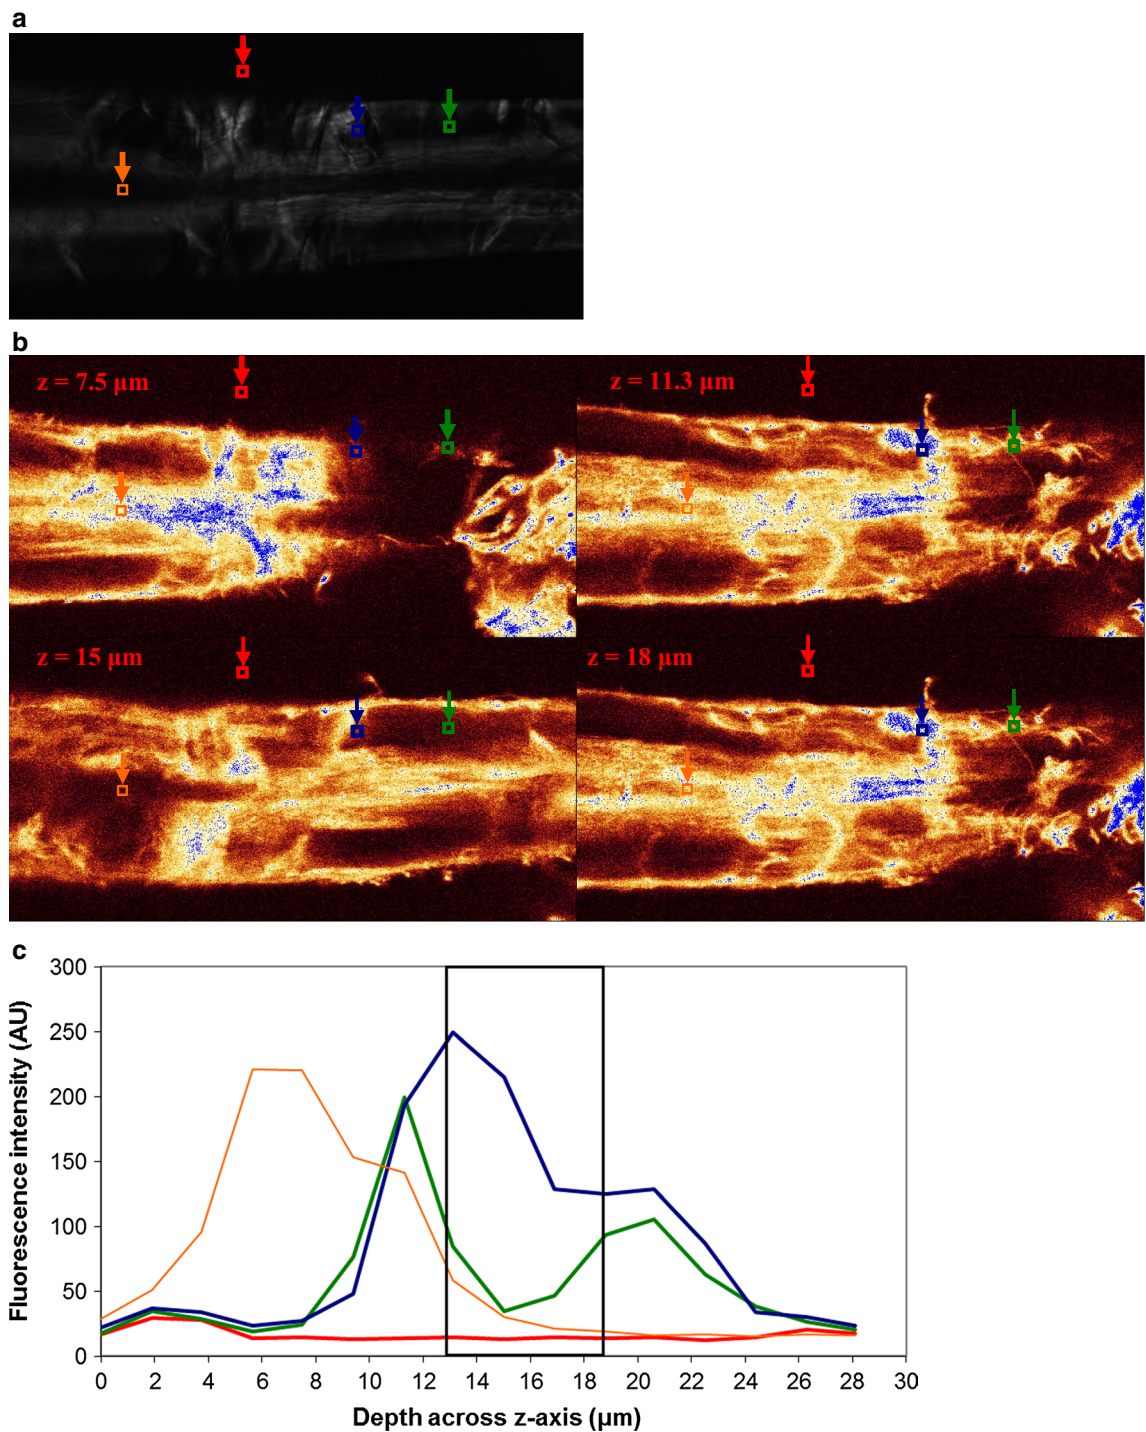 a
b
z = 7.5 μm
z = 11.3 μm
z = 15 μm
z = 18 μm
c
Fluorescence intensity (AU)
300
250
200
150
100
50
0
0 2 4 6 8 10 12 14 16 18 20 22 24 26 28 30
Depth across z-axis (μm)